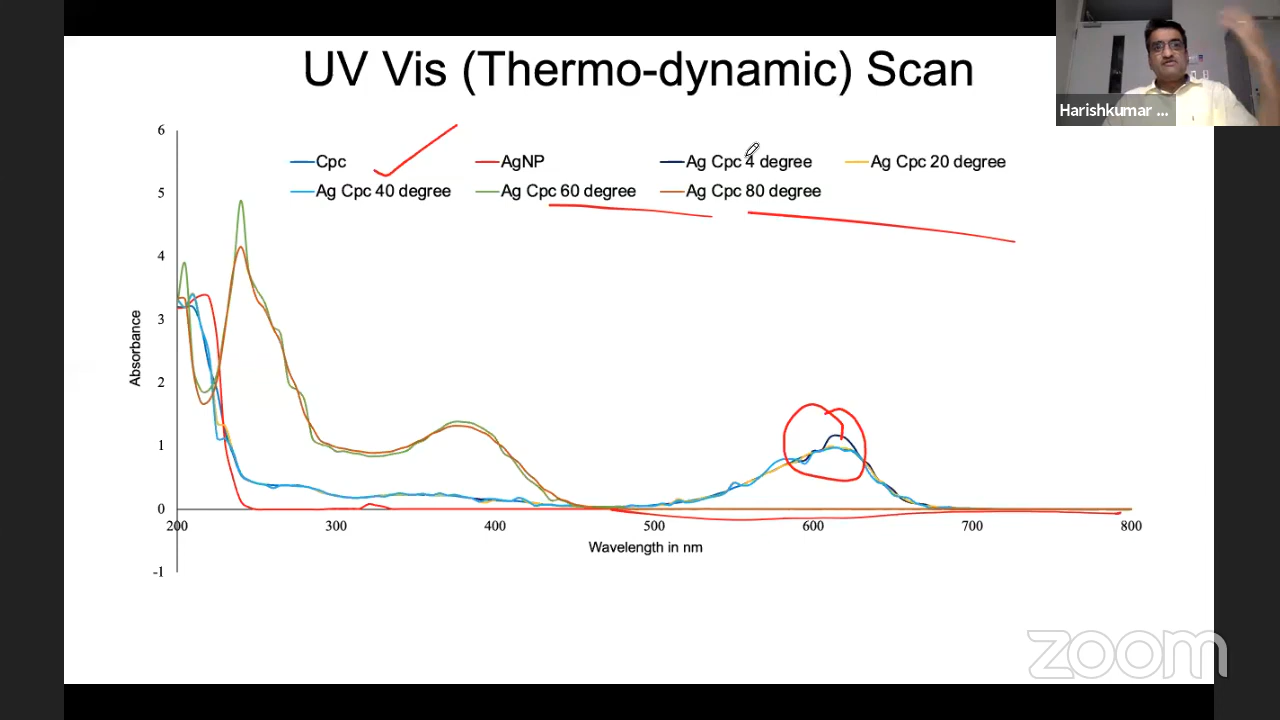 UV Vis (Thermo-dynamic) Scan
Harishkumar ...
6
Cpc AgNP Ag Cpc 4 degree Ag Cpc 20 degree
Ag Cpc 40 degree Ag Cpc 60 degree Ag Cpc 80 degree
5
4
3
2
1
0
-1
Absorbance
200 300 400 500 600 700 800
Wavelength in nm
zoom